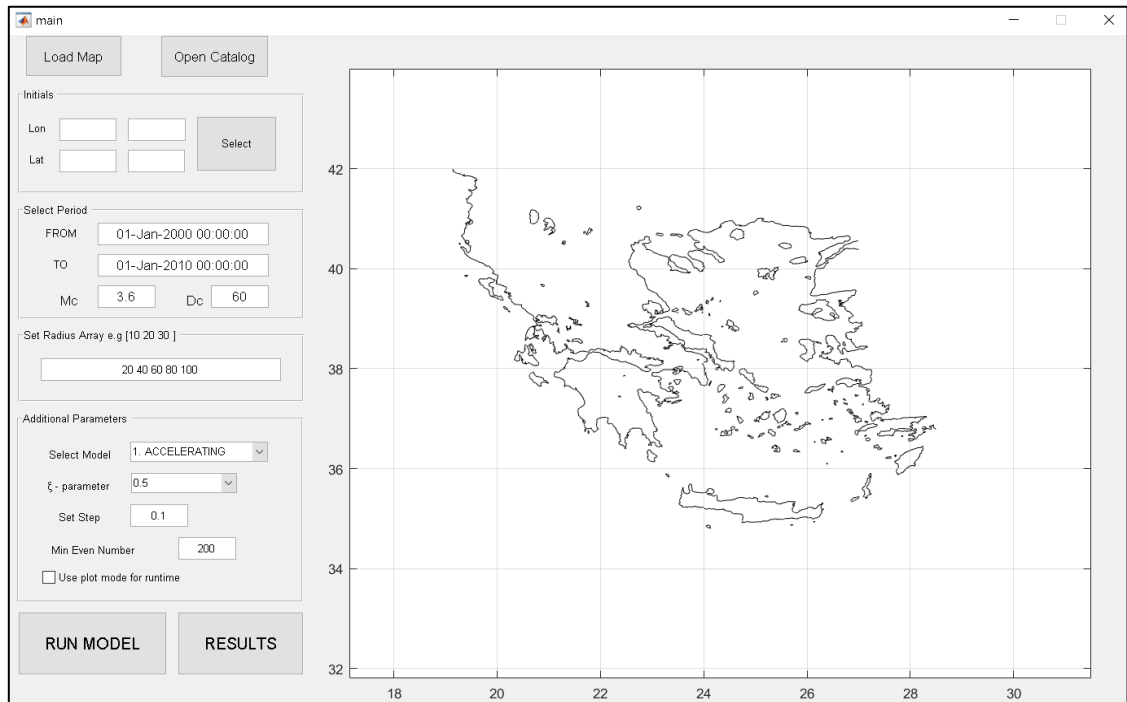 main
Load Map
Open Catalog
Initials
Lon
Lat
Select
Select Period
FROM
01-Jan-2000 00:00:00
TO
01-Jan-2010 00:00:00
Mc
3.6
Dc
60
Set Radius Array e.g [10 20 30 ]
20 40 60 80 100
Additional Parameters
Select Model
1. ACCELERATING
ξ - parameter
0.5
Set Step
0.1
Min Even Number
200
Use plot mode for runtime
RUN MODEL
RESULTS
42
40
38
36
34
32
18 20 22 24 26 28 30